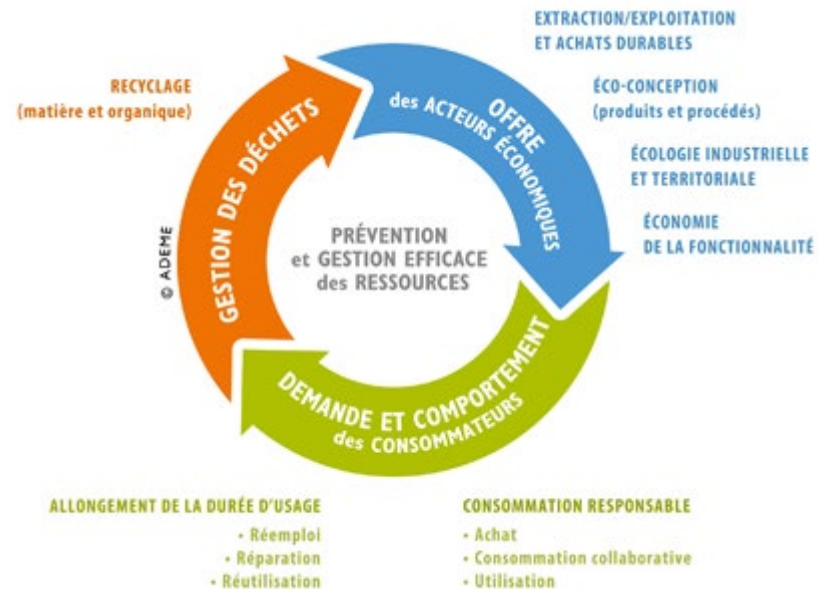 EXTRACTION/EXPLOITATION
ET ACHATS DURABLES
RECYCLAGE
(matière et organique)
ÉCO-CONCEPTION
(produits et procédés)
ÉCOLOGIE INDUSTRIELLE
ET TERRITORIALE
ÉCONOMIE
DE LA FONCTIONNALITÉ
OFFRE
des ACTEURS ÉCONOMIQUES
GESTION DES DÉCHETS
© ADEME
PRÉVENTION
et GESTION EFFICACE
des RESSOURCES
DEMANDE ET COMPORTEMENT
des CONSOMMATEURS
ALLONGEMENT DE LA DURÉE D'USAGE
• Réemploi
• Réparation
• Réutilisation
CONSOMMATION RESPONSABLE
• Achat
• Consommation collaborative
• Utilisation